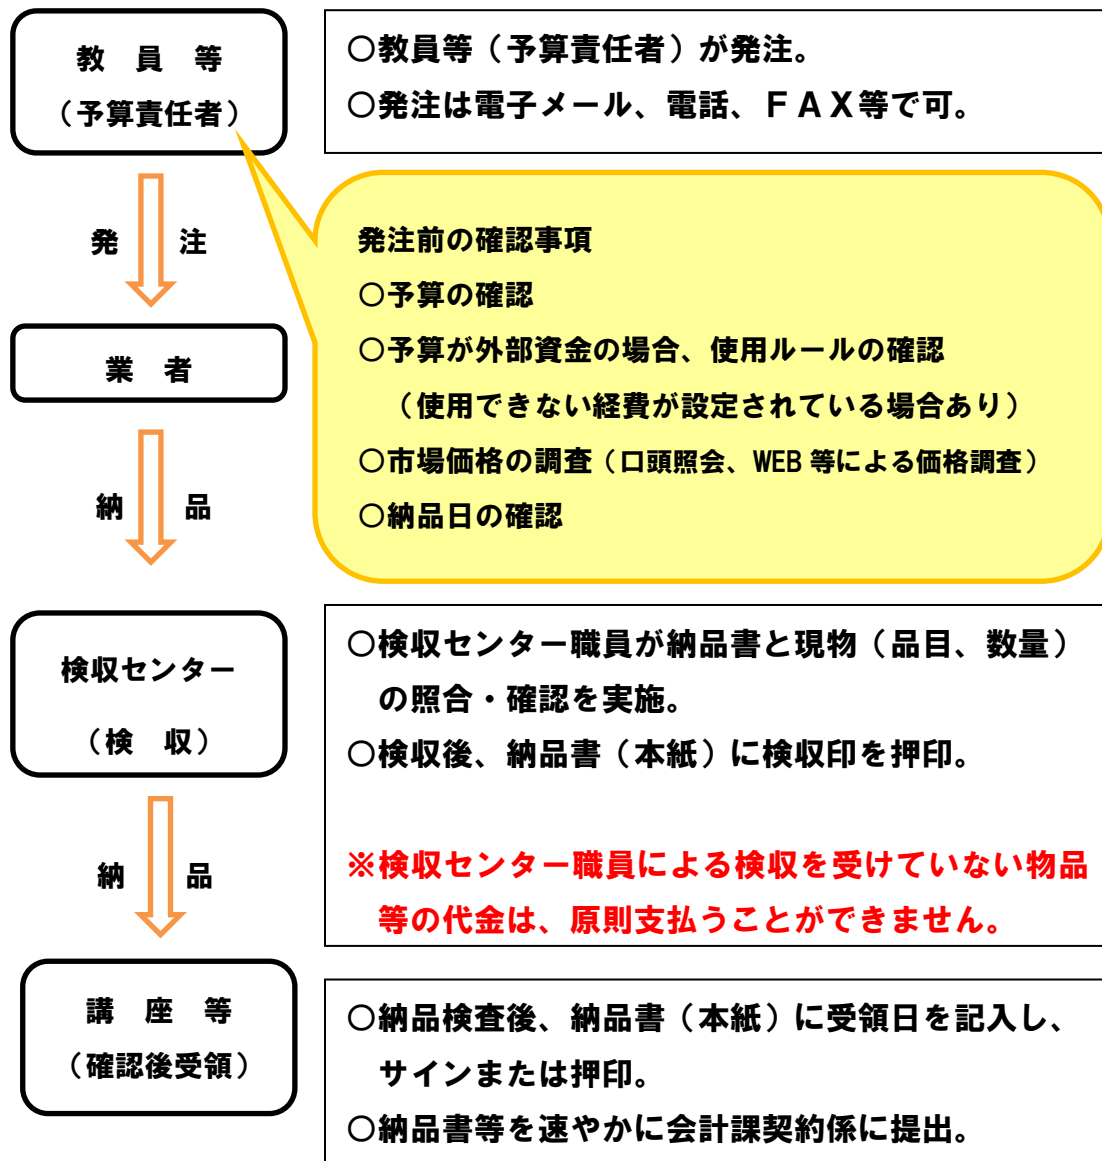 教　員　等
（予算責任者）
〇教員等（予算責任者）が発注。
〇発注は電子メール、電話、ＦＡＸ等で可。
発　注
発注前の確認事項
〇予算の確認
〇予算が外部資金の場合、使用ルールの確認
（使用できない経費が設定されている場合あり）
〇市場価格の調査（口頭照会、WEB 等による価格調査）
〇納品日の確認
業　者
納　品
検収センター
（検　収）
〇検収センター職員が納品書と現物（品目、数量）
の照合・確認を実施。
〇検収後、納品書（本紙）に検収印を押印。
※検収センター職員による検収を受けていない物品
等の代金は、原則支払うことができません。
納　品
講　座　等
（確認後受領）
〇納品検査後、納品書（本紙）に受領日を記入し、
サインまたは押印。
〇納品書等を速やかに会計課契約係に提出。